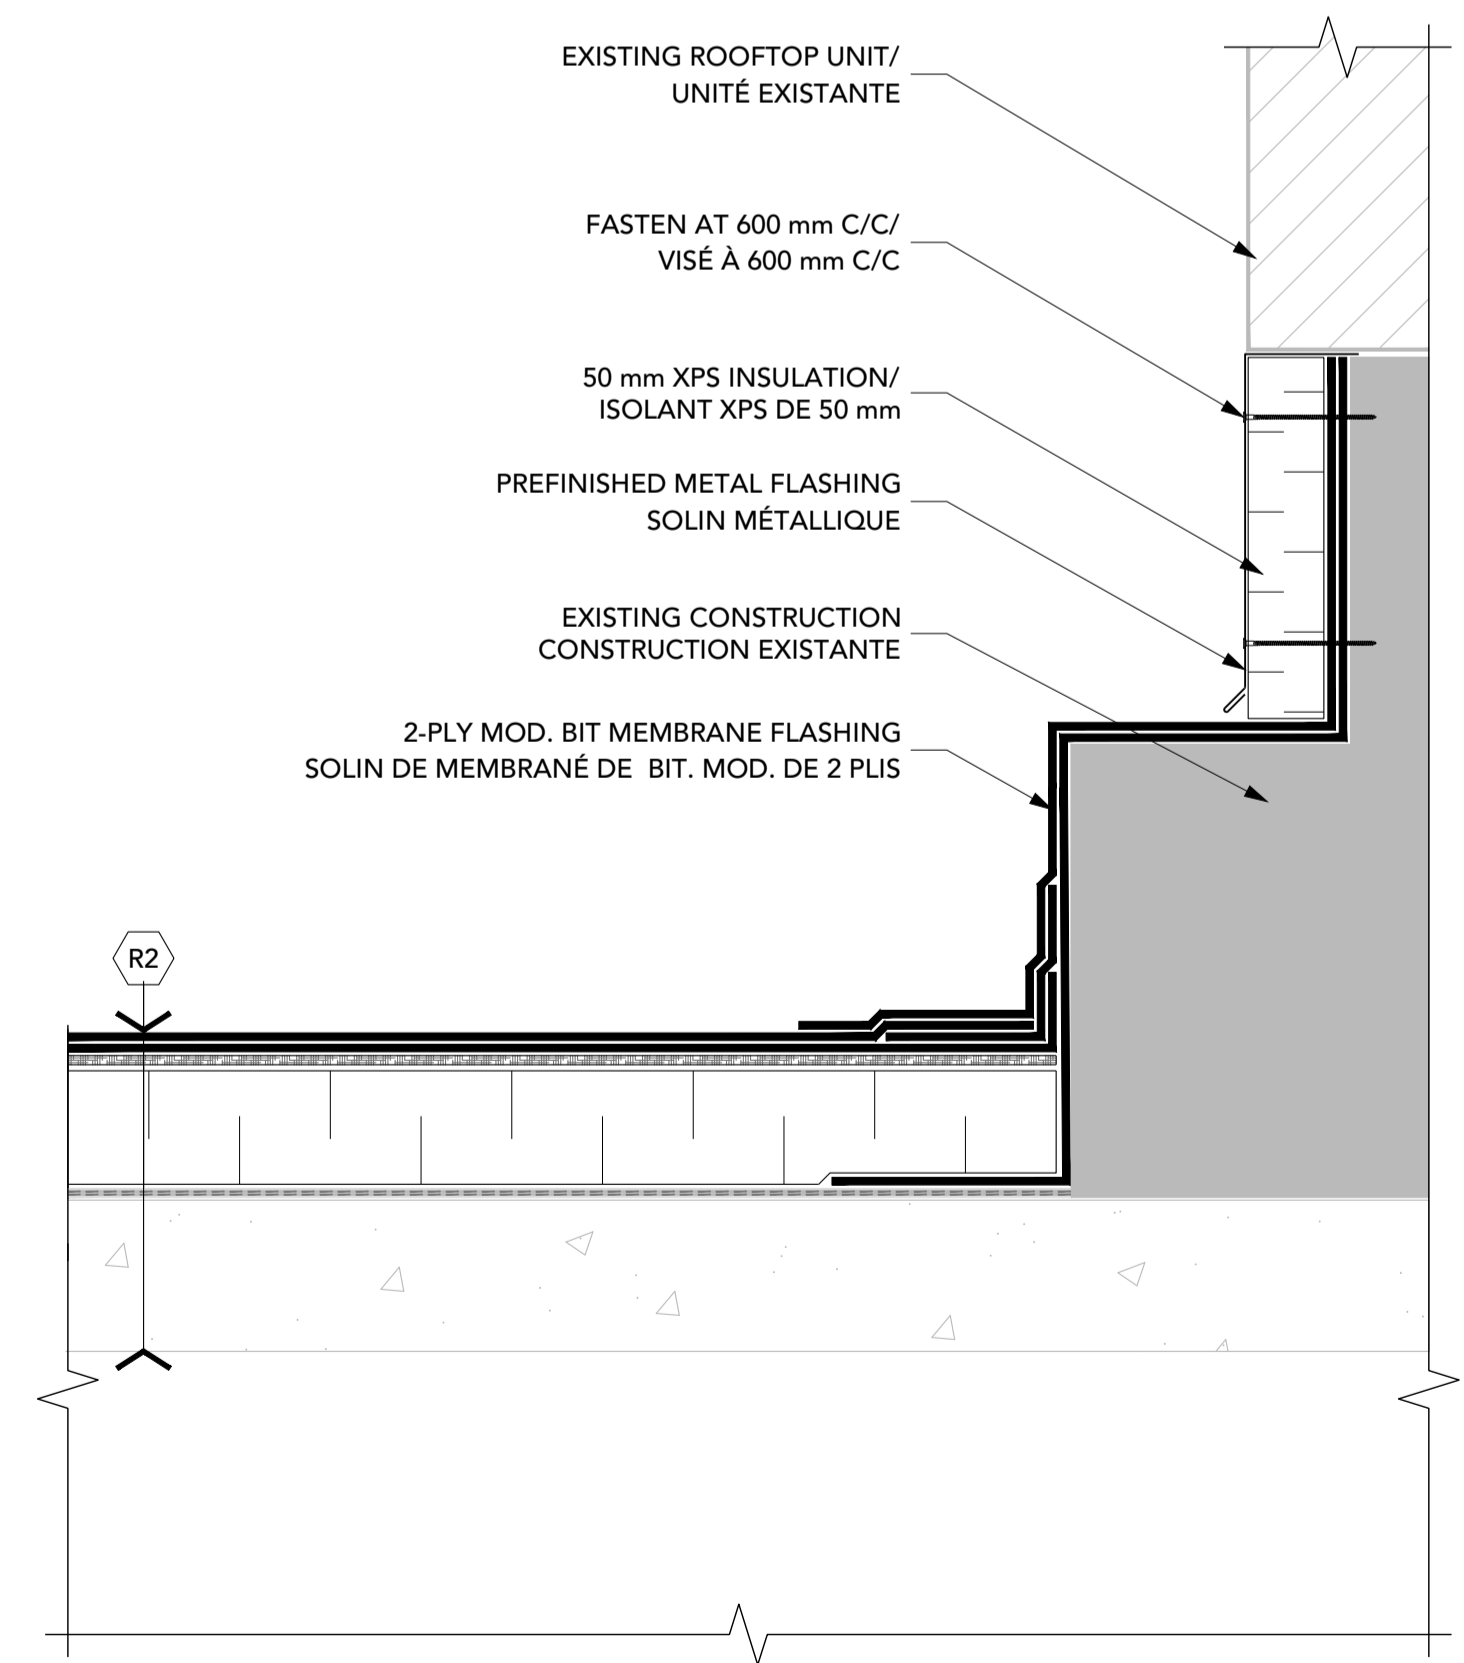 EXISTING ROOFTOP UNIT/
UNITÉ EXISTANTE
FASTEN AT 600 mm C/C/
VISÉ À 600 mm C/C
50 mm XPS INSULATION/
ISOLANT XPS DE 50 mm
PREFINISHED METAL FLASHING
SOLIN MÉTALLIQUE
EXISTING CONSTRUCTION
CONSTRUCTION EXISTANTE
2-PLY MOD. BIT MEMBRANE FLASHING
SOLIN DE MEMBRANÉ DE BIT. MOD. DE 2 PLIS
R2